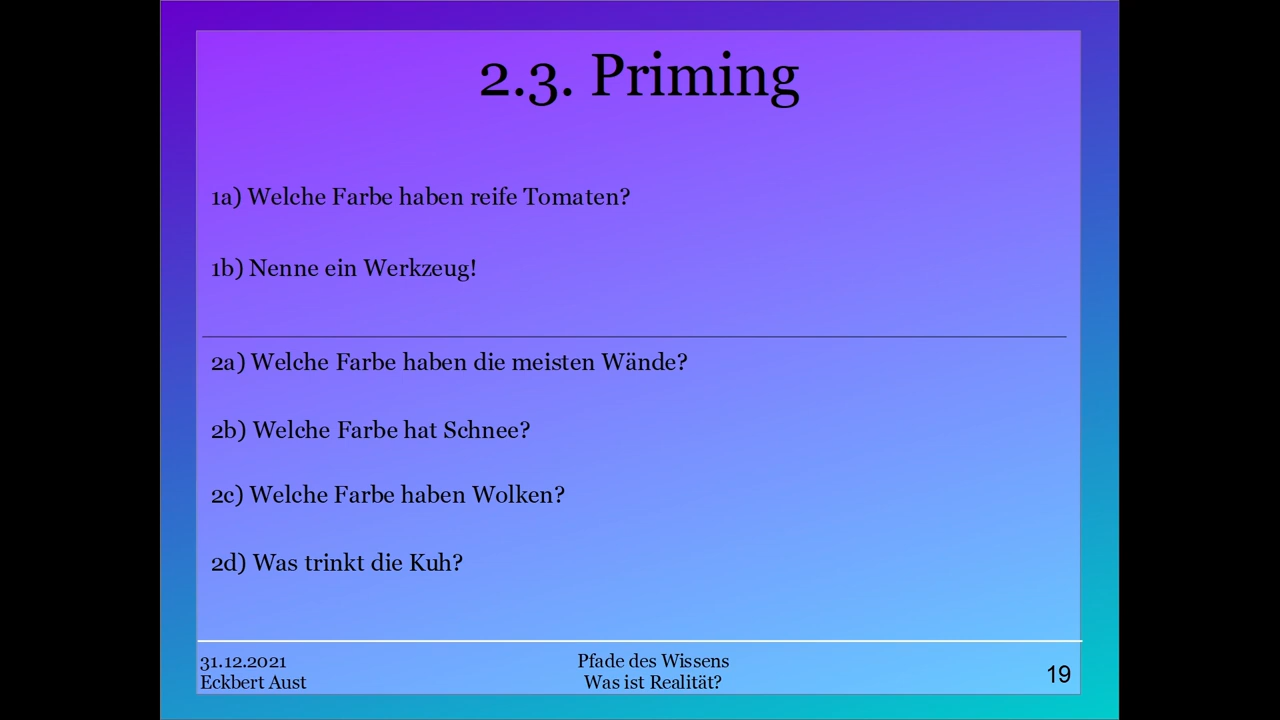 2.3. Priming
1a) Welche Farbe haben reife Tomaten?
1b) Nenne ein Werkzeug!
2a) Welche Farbe haben die meisten Wände?
2b) Welche Farbe hat Schnee?
2c) Welche Farbe haben Wolken?
2d) Was trinkt die Kuh?
31.12.2021
Eckbert Aust
Pfade des Wissens
Was ist Realität?
19